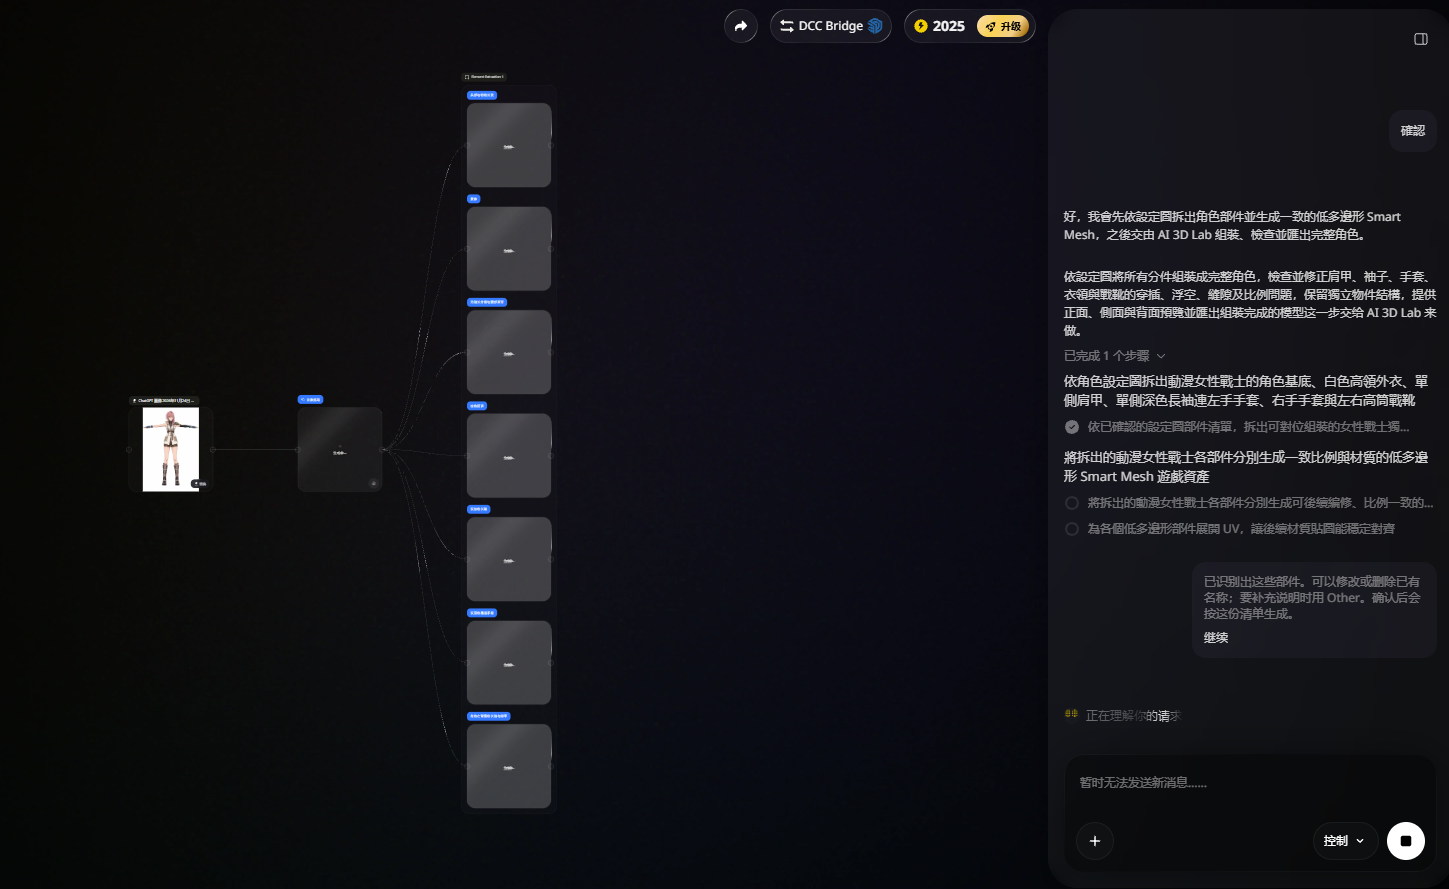 DCC Bridge
2025
升级
確認
好，我會先依設定圖拆出角色部件並生成一致的低多邊形 Smart
Mesh，之後交由 AI 3D Lab 組裝、檢查並匯出完整角色。
依設定圖將所有分件組裝成完整角色，檢查並修正肩甲、袖子、手套、
衣領與戰靴的穿插、浮空、縫隙及比例問題，保留獨立物件結構，提供
正面、側面與背面預覽並匯出組裝完成的模型这一步交给 AI 3D Lab 来
做。
已完成 1 个步骤
依角色設定圖拆出動漫女性戰士的角色基底、白色高領外衣、單
側肩甲、單側深色長袖連左手手套、右手手套與左右高筒戰靴
依已確認的設定圖部件清單，拆出可對位組裝的女性戰士獨...
將拆出的動漫女性戰士各部件分別生成一致比例與材質的低多邊
形 Smart Mesh 遊戲資產
將拆出的動漫女性戰士各部件分別生成可後續編修、比例一致的...
為各個低多邊形部件展開 UV，讓後續材質貼圖能穩定對齊
已识别出这些部件。可以修改或删除已有
名称；要补充说明时用 Other。确认后会
按这份清单生成。
继续
正在理解你的请求
暂时无法发送新消息......
控制